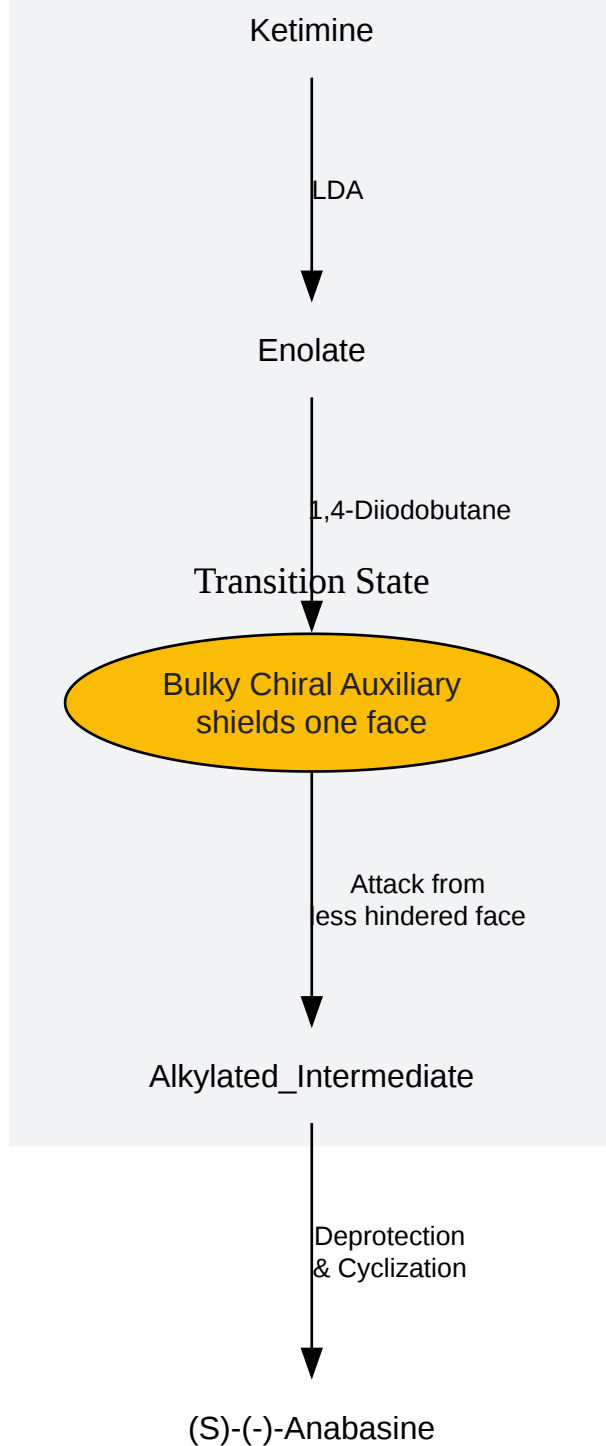 Ketimine
LDA
Enolate
1,4-Diiodobutane
Transition State
Bulky Chiral Auxiliary
shields one face
Attack from
less hindered face
Alkylated_Intermediate
Deprotection
& Cyclization
(S)-(-)-Anabasine